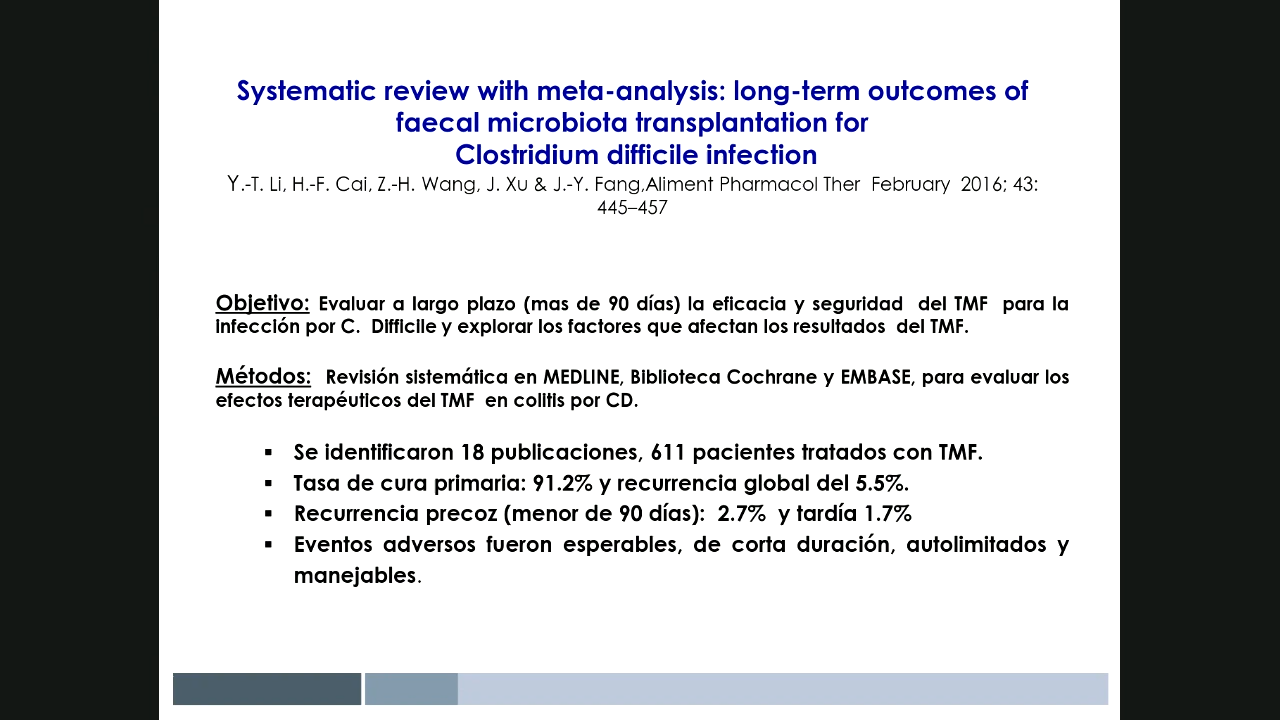 Systematic review with meta-analysis: long-term outcomes of
faecal microbiota transplantation for
Clostridium difficile infection
Y.-T. Li, H.-F. Cai, Z.-H. Wang, J. Xu & J.-Y. Fang,Aliment Pharmacol Ther February 2016; 43:
445–457
Objetivo: Evaluar a largo plazo (mas de 90 días) la eficacia y seguridad del TMF para la
infección por C. Difficile y explorar los factores que afectan los resultados del TMF.
Métodos: Revisión sistemática en MEDLINE, Biblioteca Cochrane y EMBASE, para evaluar los
efectos terapéuticos del TMF en colitis por CD.
▪ Se identificaron 18 publicaciones, 611 pacientes tratados con TMF.
▪ Tasa de cura primaria: 91.2% y recurrencia global del 5.5%.
▪ Recurrencia precoz (menor de 90 días): 2.7% y tardía 1.7%
▪ Eventos adversos fueron esperables, de corta duración, autolimitados y
manejables.